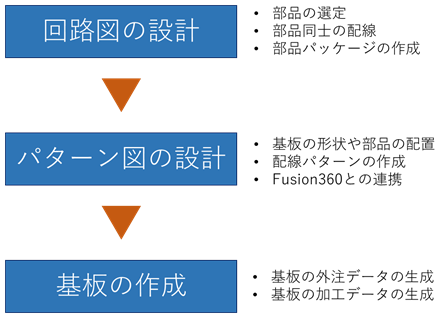 回路図の設計
• 部品の選定
• 部品同士の配線
• 部品パッケージの作成
パターン図の設計
• 基板の形状や部品の配置
• 配線パターンの作成
• Fusion360との連携
基板の作成
• 基板の外注データの生成
• 基板の加工データの生成